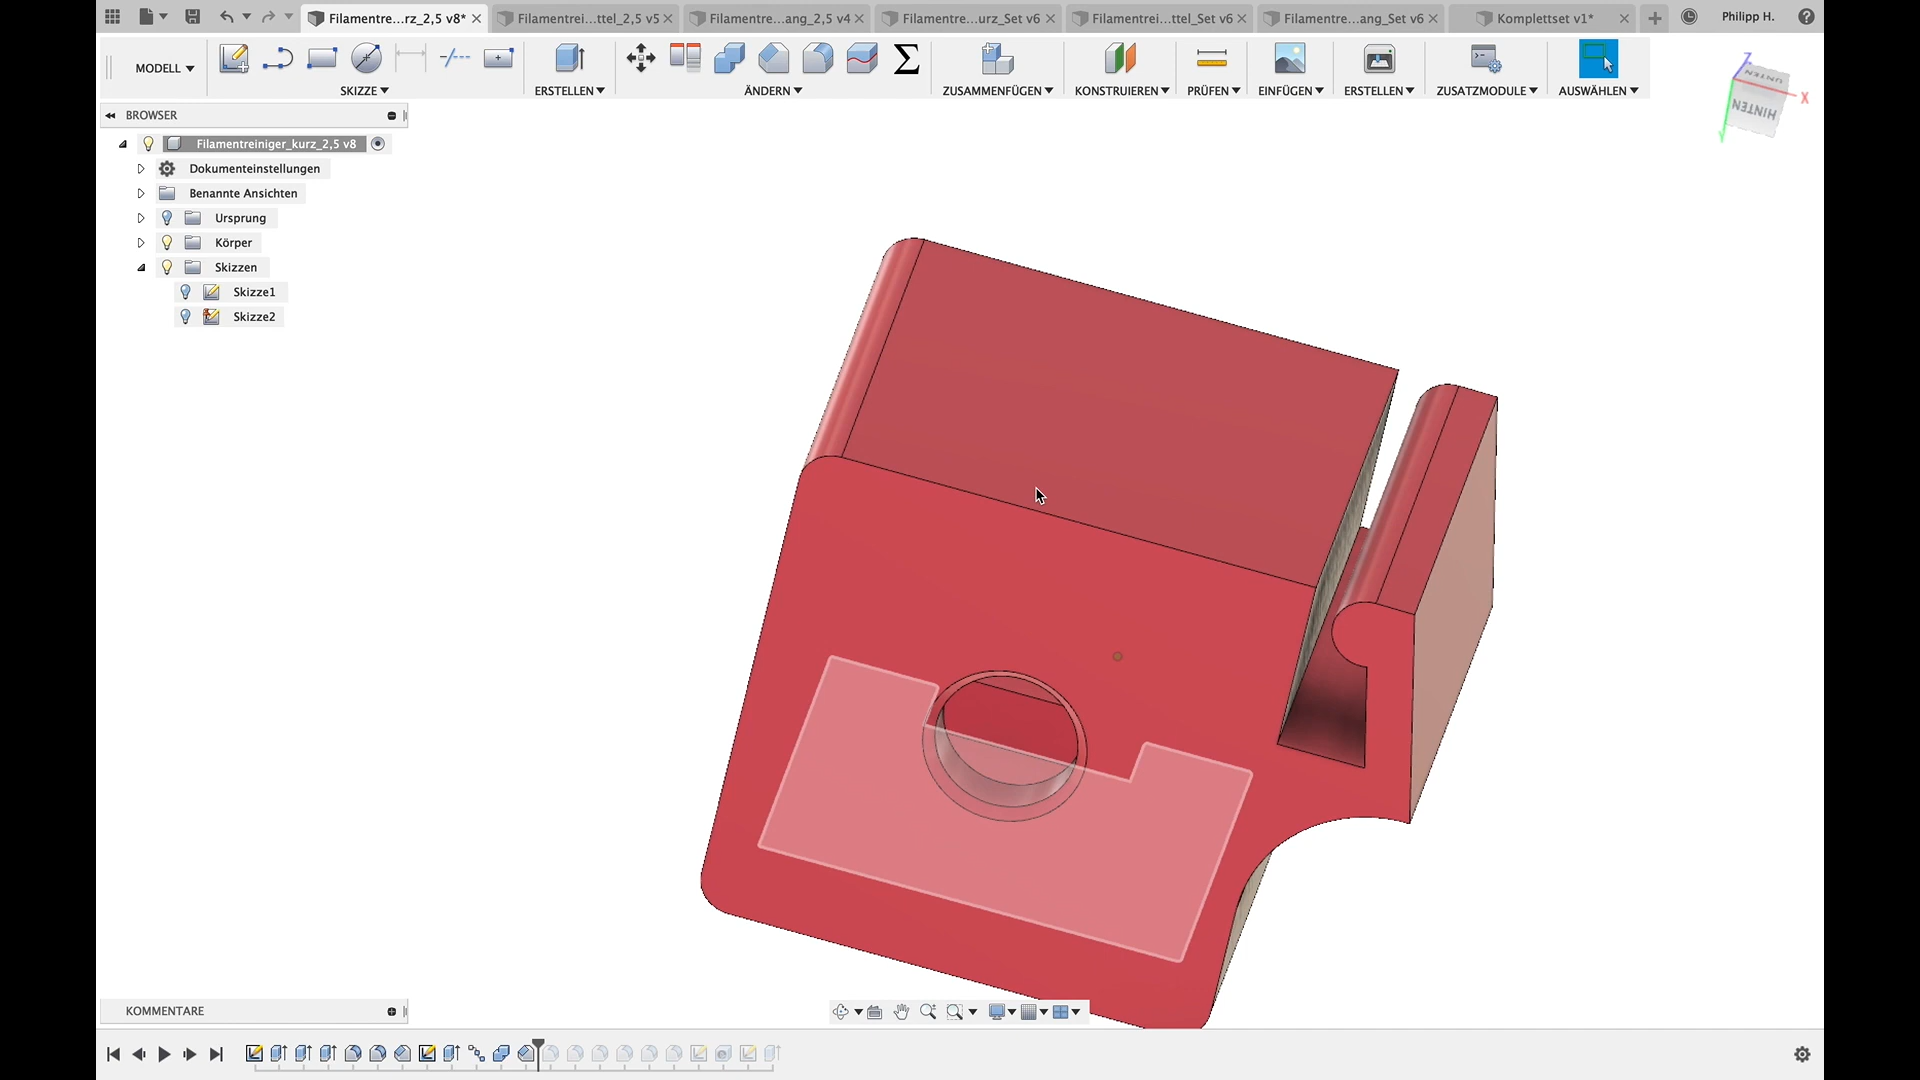 Filamentre...rz_2,5 v8*
Filamentrei...ttel_2,5 v5
Filamentre...ang_2,5 v4
Filamentre...urz_Set v6
Filamentrei...ttel_Set v6
Filamentre...ang_Set v6
Komplettset v1*
Philipp H.
MODELL
SKIZZE
ERSTELLEN
ÄNDERN
ZUSAMMENFÜGEN
KONSTRUIEREN
PRÜFEN
EINFÜGEN
ERSTELLEN
ZUSATZMODULE
AUSWÄHLEN
Z
UNTEN
HINTEN
X
Y
BROWSER
Filamentreiniger_kurz_2,5 v8
Dokumenteinstellungen
Benannte Ansichten
Ursprung
Körper
Skizzen
Skizze1
Skizze2
KOMMENTARE